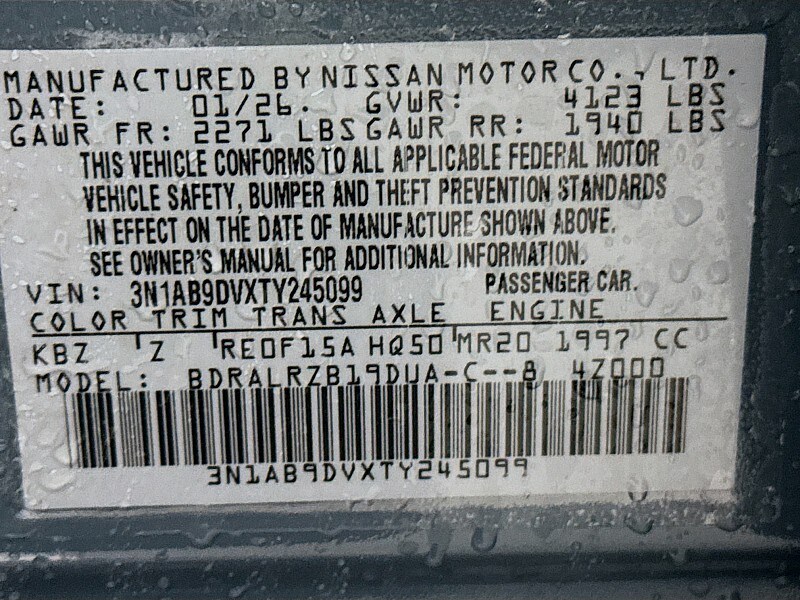 MANUFACTURED BY NISSAN MOTOR CO., LTD.
DATE: 01/26. GVWR: 4123 LBS
GAWR FR: 2271 LBS GAWR RR: 1940 LBS
THIS VEHICLE CONFORMS TO ALL APPLICABLE FEDERAL MOTOR
VEHICLE SAFETY, BUMPER AND THEFT PREVENTION STANDARDS
IN EFFECT ON THE DATE OF MANUFACTURE SHOWN ABOVE.
SEE OWNER'S MANUAL FOR ADDITIONAL INFORMATION.
VIN: 3N1AB9DVXTY245099 PASSENGER CAR.
COLOR TRIM TRANS AXLE ENGINE
KBZ Z RE0F15A HQ50 MR20 1997 CC
MODEL: BDRALRZB19DUA-C--8 4Z000
3N1AB9DVXTY245099